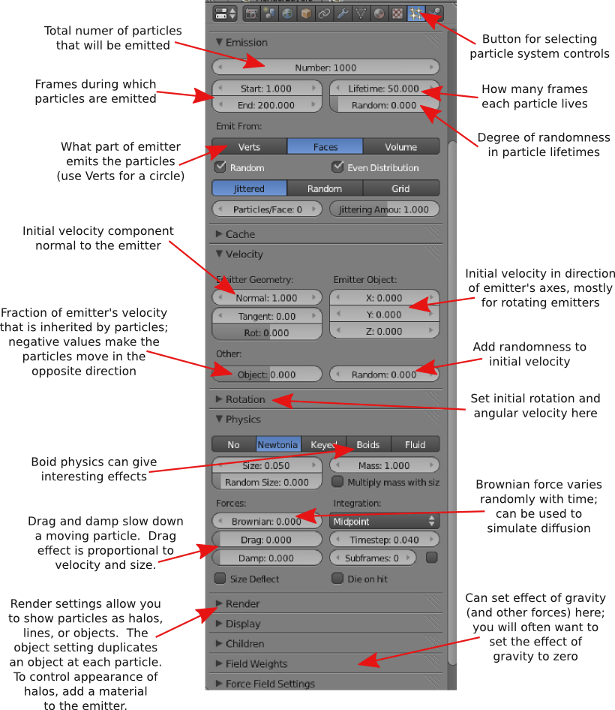 Total numer of particles
that will be emitted
Frames during which
particles are emitted
What part of emitter
emits the particles
(use Verts for a circle)
Initial velocity component
normal to the emitter
Fraction of emitter's velocity
that is inherited by particles;
negative values make the
particles move in the
opposite direction
Boid physics can give
interesting effects
Drag and damp slow down
a moving particle. Drag
effect is proportional to
velocity and size.
Render settings allow you
to show particles as halos,
lines, or objects. The
object setting duplicates
an object at each particle.
To control appearance of
halos, add a material
to the emitter.
Emission
Number: 1000
Start: 1.000
Lifetime: 50.000
End: 200.000
Random: 0.000
Emit From:
Verts
Faces
Volume
Random
Even Distribution
Jittered
Random
Grid
Particles/Face: 0
Jittering Amou: 1.000
Cache
Velocity
Emitter Geometry:
Emitter Object:
Normal: 1.000
X: 0.000
Tangent: 0.00
Y: 0.000
Rot: 0.000
Z: 0.000
Other:
Object: 0.000
Random: 0.000
Rotation
Physics
No
Newtonia
Keyed
Boids
Fluid
Size: 0.050
Mass: 1.000
Random Size: 0.000
Multiply mass with siz
Forces:
Integration:
Brownian: 0.000
Midpoint
Drag: 0.000
Timestep: 0.040
Damp: 0.000
Subframes: 0
Size Deflect
Die on hit
Render
Display
Children
Field Weights
Force Field Settings
Button for selecting
particle system controls
How many frames
each particle lives
Degree of randomness
in particle lifetimes
Initial velocity in direction
of emitter's axes, mostly
for rotating emitters
Add randomness to
initial velocity
Set initial rotation and
angular velocity here
Brownian force varies
randomly with time;
can be used to
simulate diffusion
Can set effect of gravity
(and other forces) here;
you will often want to
set the effect of
gravity to zero